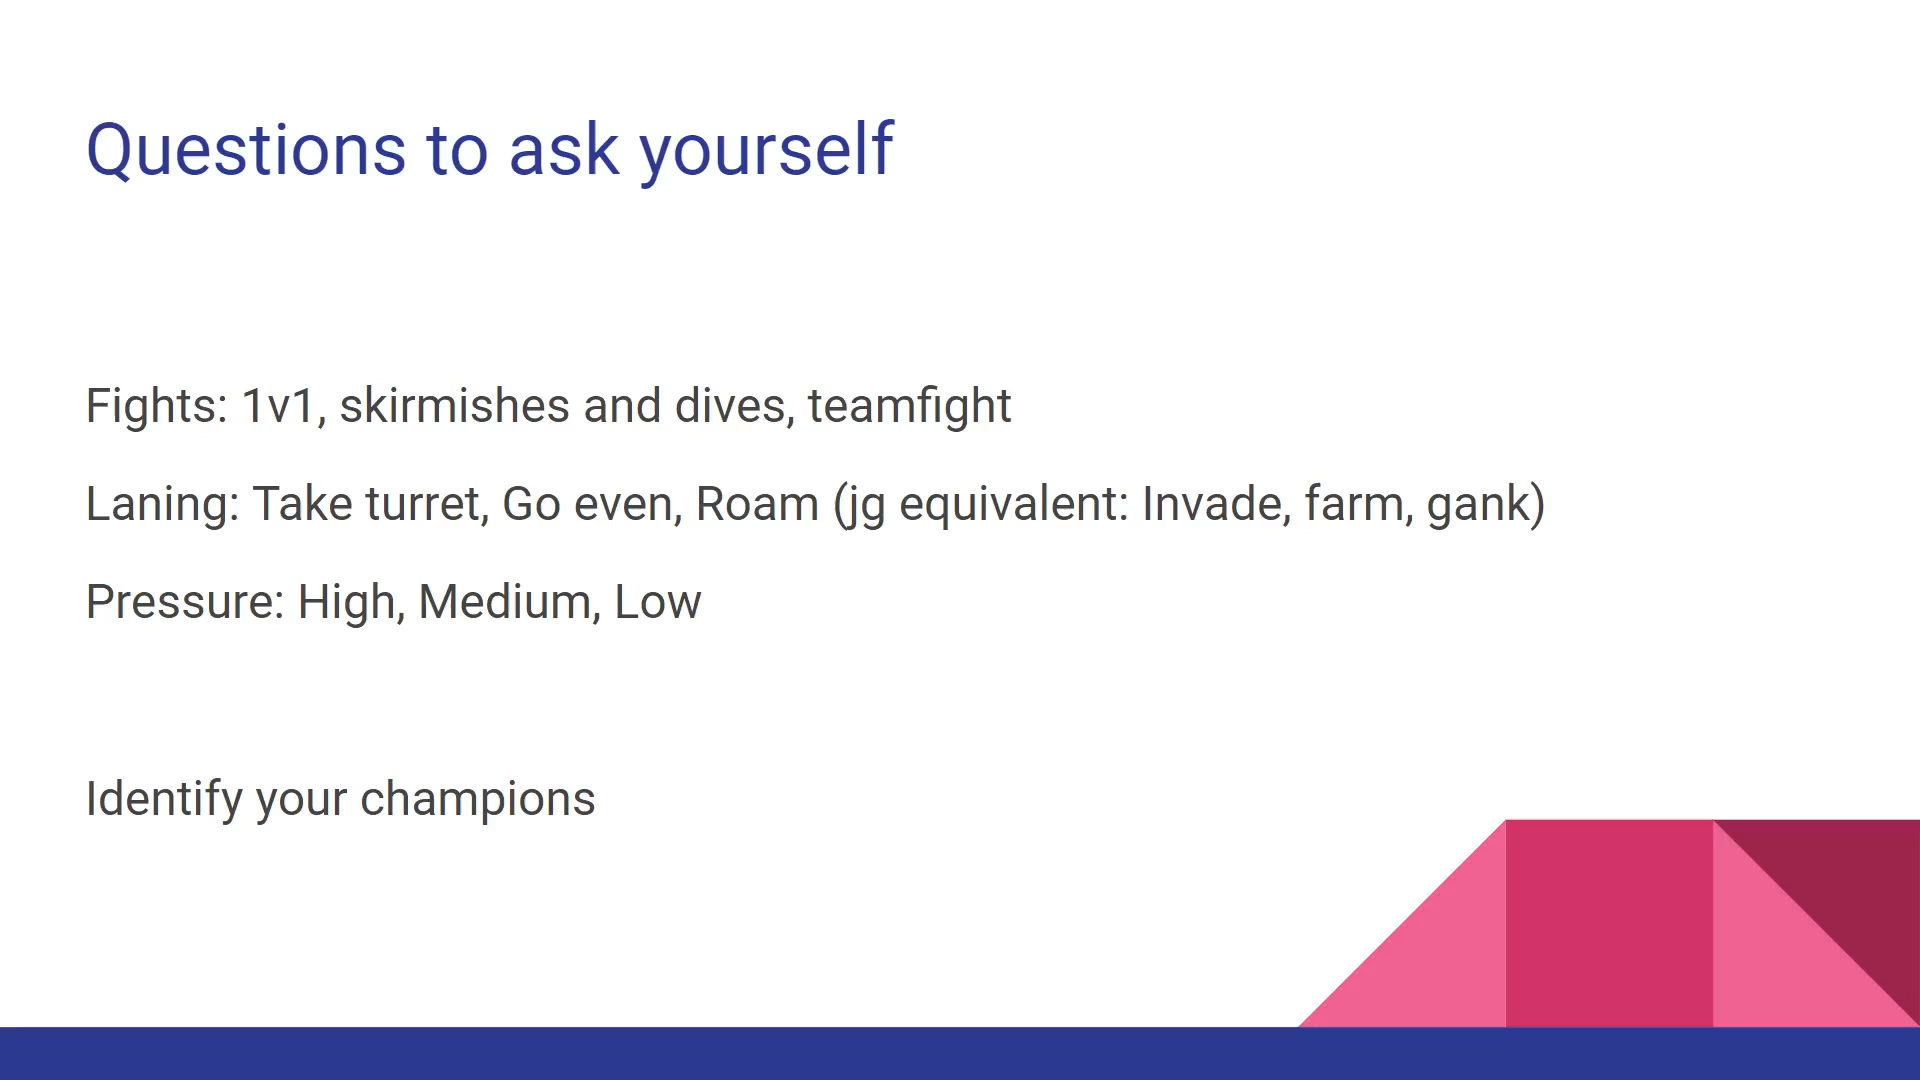 Questions to ask yourself
Fights: 1v1, skirmishes and dives, teamfight
Laning: Take turret, Go even, Roam (jg equivalent: Invade, farm, gank)
Pressure: High, Medium, Low
Identify your champions